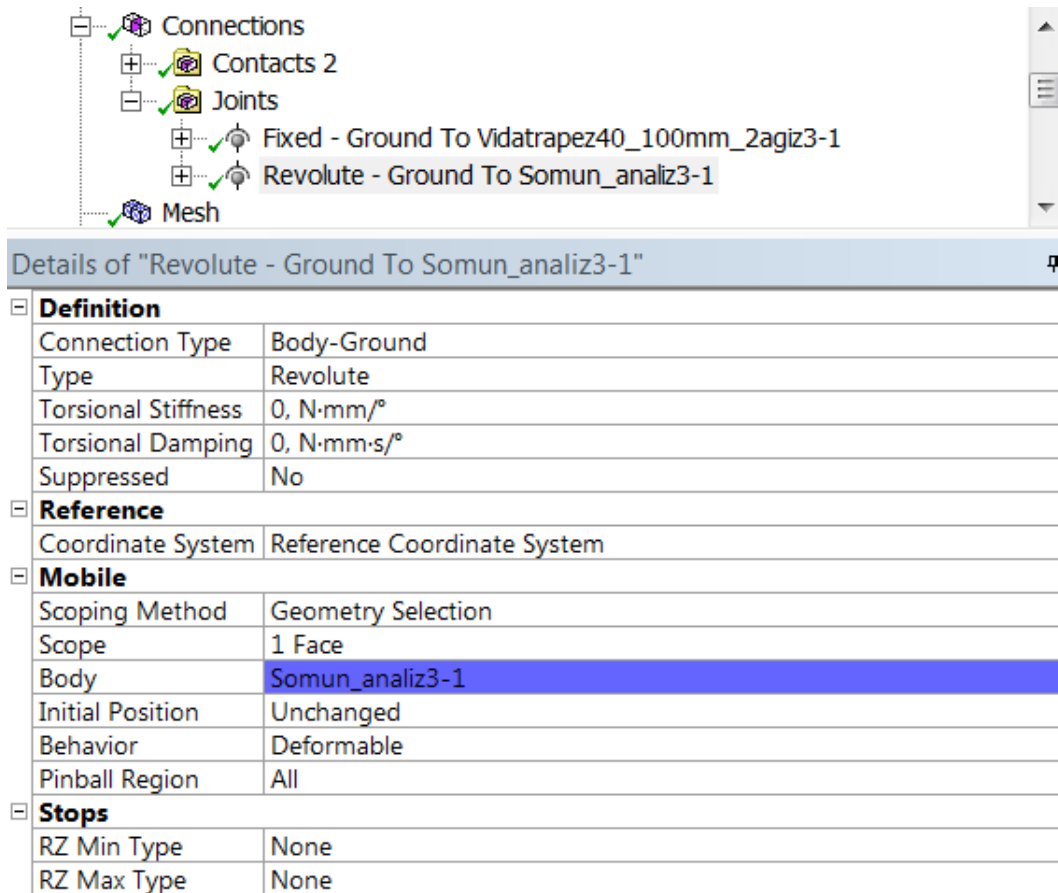 Connections
Contacts 2
Joints
Fixed - Ground To Vidatrapez40_100mm_2agiz3-1
Revolute - Ground To Somun_analiz3-1
Mesh
Details of "Revolute - Ground To Somun_analiz3-1"
Definition
Connection Type Body-Ground
Type Revolute
Torsional Stiffness 0, N·mm/°
Torsional Damping 0, N·mm·s/°
Suppressed No
Reference
Coordinate System Reference Coordinate System
Mobile
Scoping Method Geometry Selection
Scope 1 Face
Body Somun_analiz3-1
Initial Position Unchanged
Behavior Deformable
Pinball Region All
Stops
RZ Min Type None
RZ Max Type None